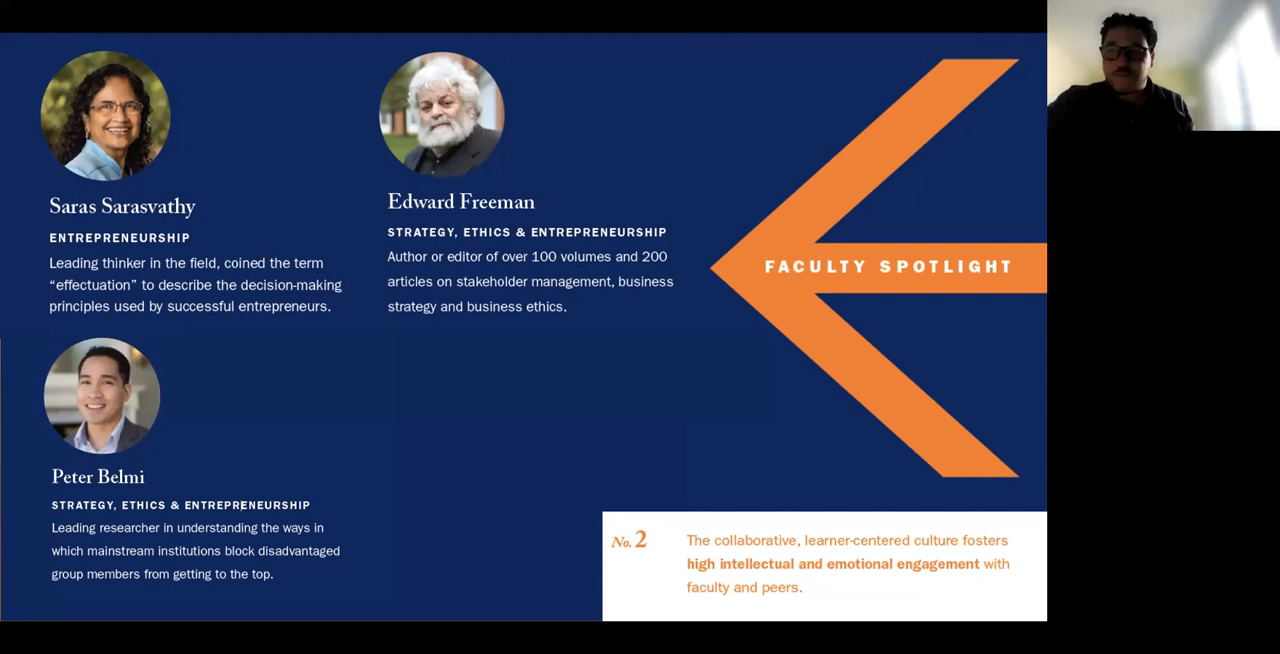 Saras Sarasvathy
ENTREPRENEURSHIP
Leading thinker in the field, coined the term
“effectuation” to describe the decision-making
principles used by successful entrepreneurs.
Edward Freeman
STRATEGY, ETHICS & ENTREPRENEURSHIP
Author or editor of over 100 volumes and 200
articles on stakeholder management, business
strategy and business ethics.
FACULTY SPOTLIGHT
Peter Belmi
STRATEGY, ETHICS & ENTREPRENEURSHIP
Leading researcher in understanding the ways in
which mainstream institutions block disadvantaged
group members from getting to the top.
No. 2
The collaborative, learner-centered culture fosters
high intellectual and emotional engagement with
faculty and peers.